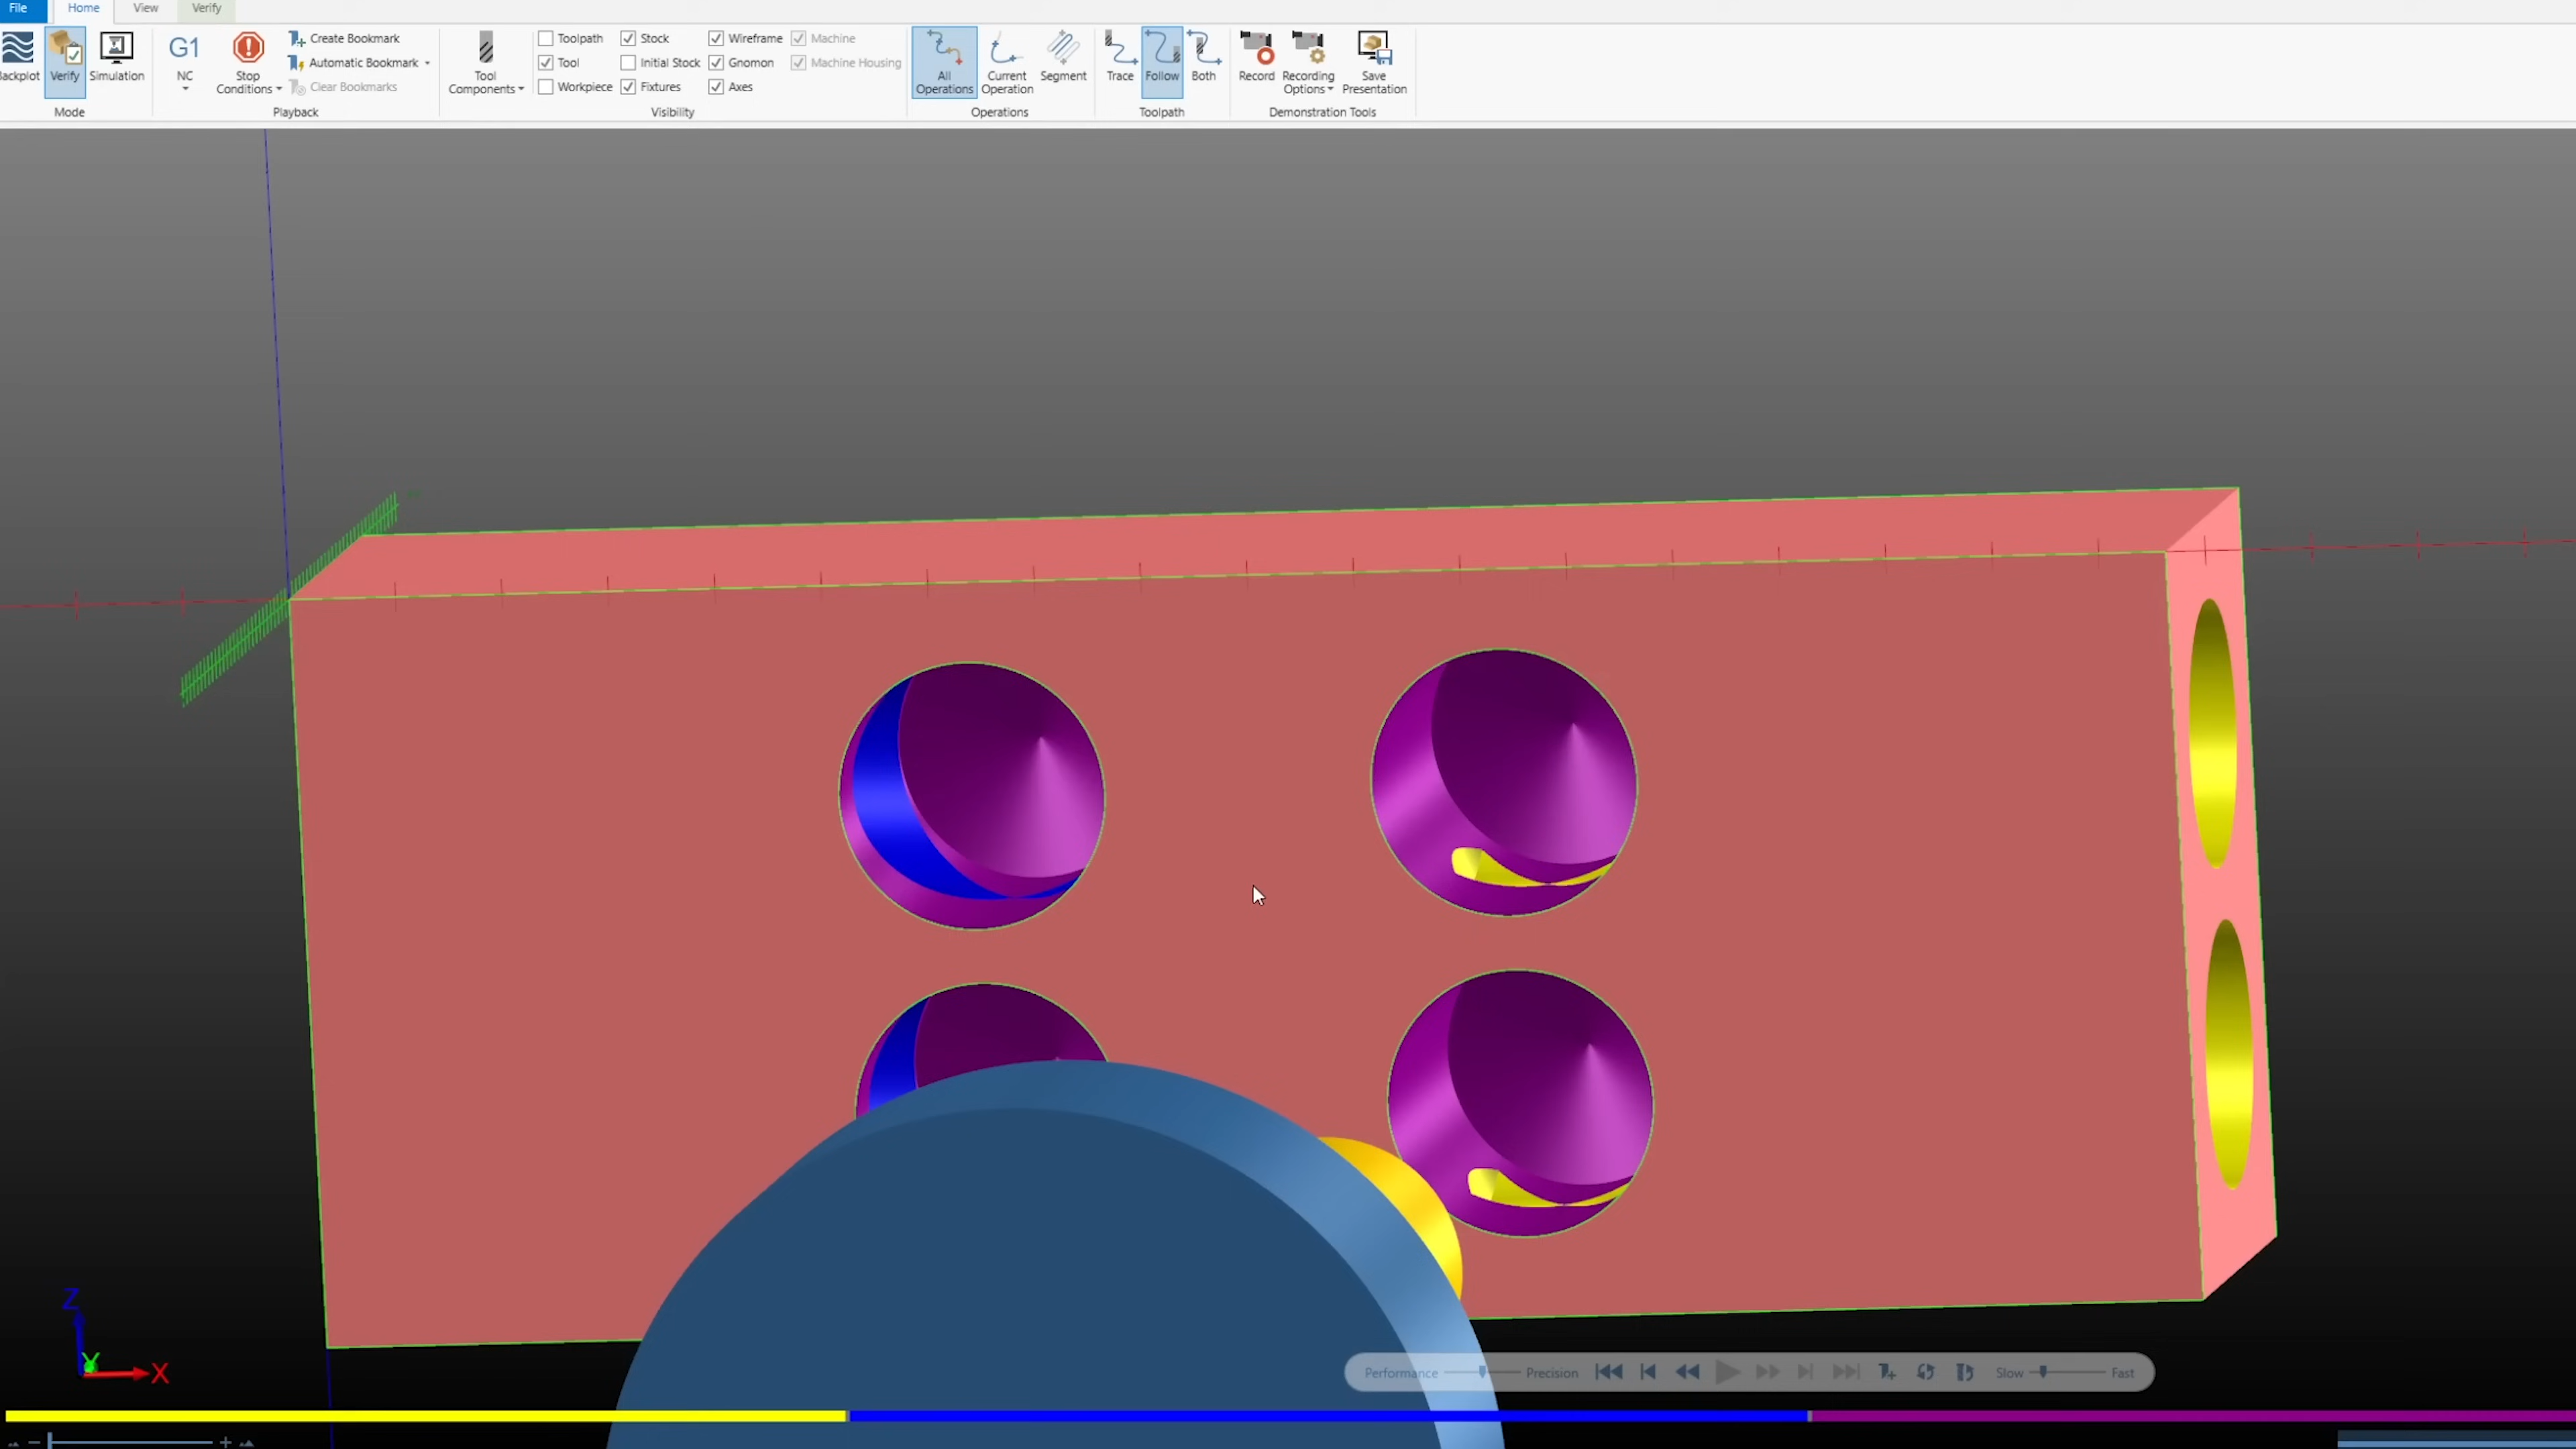 File Home View Verify
Backplot Verify Simulation
Mode
G1
NC
Stop
Conditions
Create Bookmark
Automatic Bookmark
Clear Bookmarks
Playback
Tool
Components
Toolpath Stock Wireframe Machine
Tool Initial Stock Gnomon Machine Housing
Workpiece Fixtures Axes
Visibility
All
Operations
Current
Operation
Segment
Operations
Trace Follow Both
Toolpath
Record
Recording
Options
Save
Presentation
Demonstration Tools
Z
Y
X
Performance Precision Slow Fast